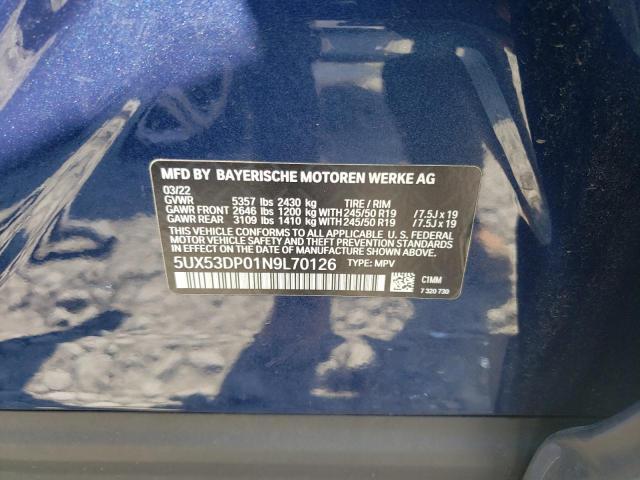 MFD BY BAYERISCHE MOTOREN WERKE AG
03/22
GVWR 5357 lbs 2430 kg TIRE / RIM
GAWR FRONT 2646 lbs 1200 kg WITH 245/50 R19 /7.5J x 19
GAWR REAR 3109 lbs 1410 kg WITH 245/50 R19 /7.5J x 19
THIS VEHICLE CONFORMS TO ALL APPLICABLE U. S. FEDERAL
MOTOR VEHICLE SAFETY STANDARDS IN EFFECT ON THE
DATE OF MANUFACTURE SHOWN ABOVE.
5UX53DP01N9L70126 TYPE: MPV
C1MM
7 320 730